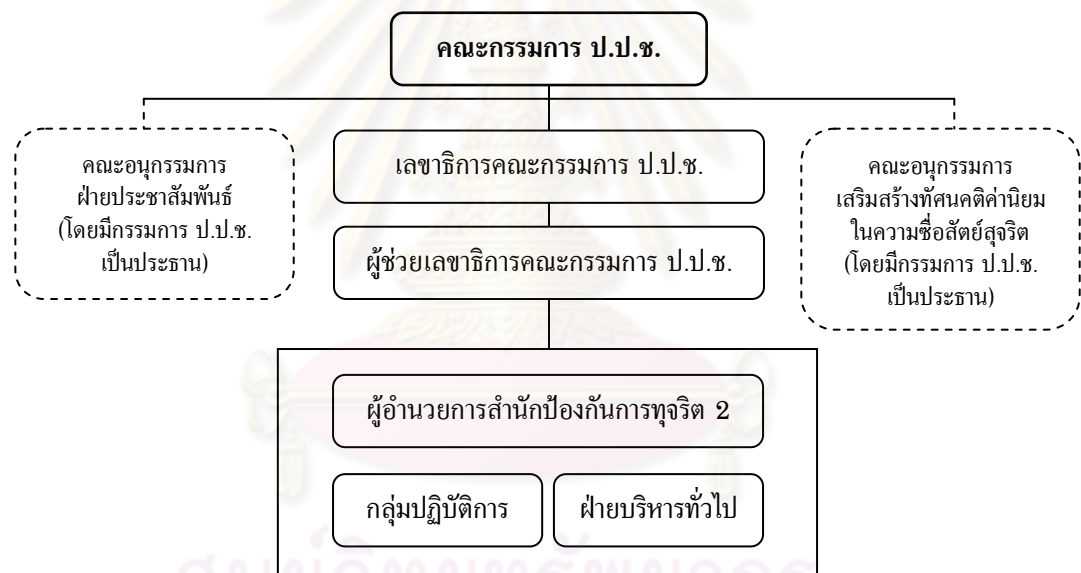 คณะกรรมการ ป.ป.ช.
คณะอนุกรรมการ
ฝ่ายประชาสัมพันธ์
(โดยมีกรรมการ ป.ป.ช.
เป็นประธาน)
เลขาธิการคณะกรรมการ ป.ป.ช.
ผู้ช่วยเลขาธิการคณะกรรมการ ป.ป.ช.
คณะอนุกรรมการ
เสริมสร้างทัศนคติค่านิยม
ในความซื่อสัตย์สุจริต
(โดยมีกรรมการ ป.ป.ช.
เป็นประธาน)
ผู้อำนวยการสำนักป้องกันการทุจริต 2
กลุ่มปฏิบัติการ
ฝ่ายบริหารทั่วไป